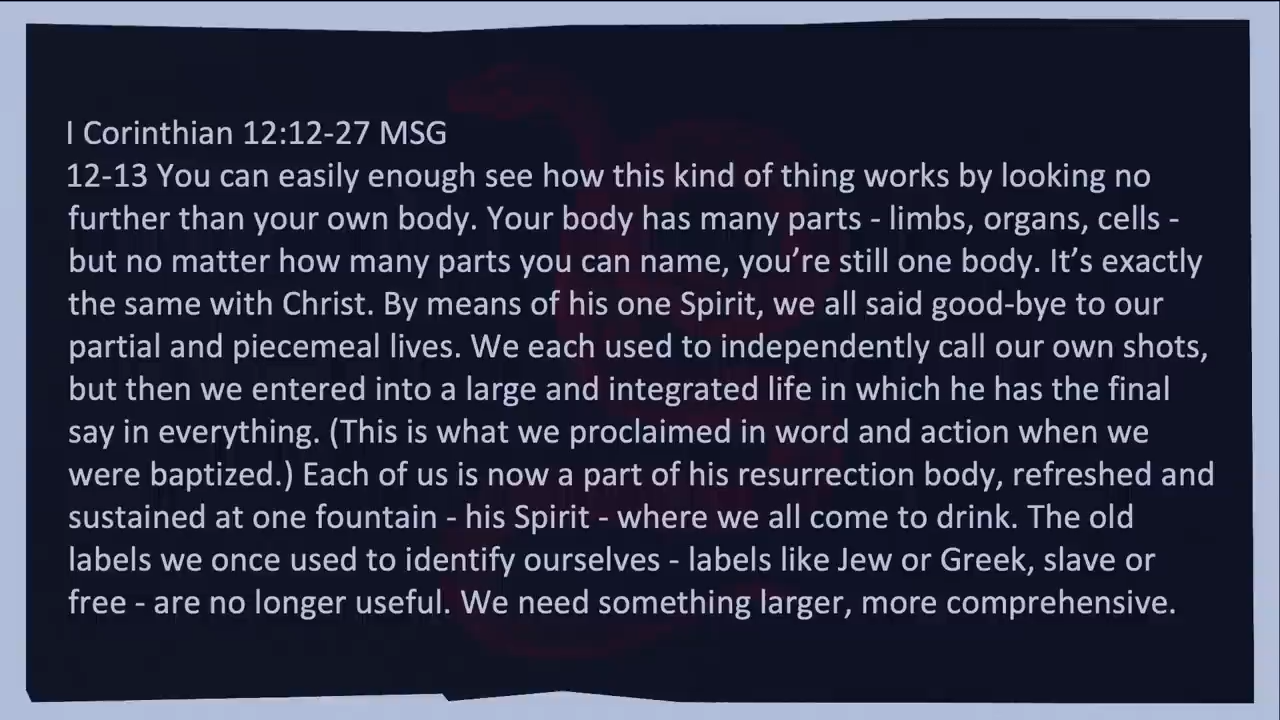 I Corinthian 12:12-27 MSG
12-13 You can easily enough see how this kind of thing works by looking no
further than your own body. Your body has many parts - limbs, organs, cells -
but no matter how many parts you can name, you’re still one body. It’s exactly
the same with Christ. By means of his one Spirit, we all said good-bye to our
partial and piecemeal lives. We each used to independently call our own shots,
but then we entered into a large and integrated life in which he has the final
say in everything. (This is what we proclaimed in word and action when we
were baptized.) Each of us is now a part of his resurrection body, refreshed and
sustained at one fountain - his Spirit - where we all come to drink. The old
labels we once used to identify ourselves - labels like Jew or Greek, slave or
free - are no longer useful. We need something larger, more comprehensive.